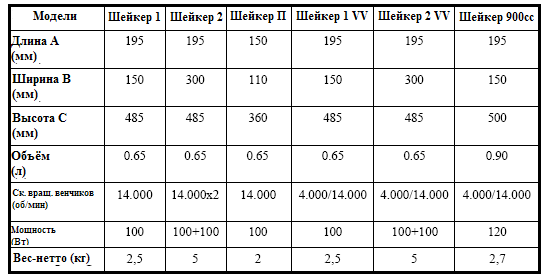 Модели Шейкер 1 Шейкер 2 Шейкер П Шейкер 1 VV Шейкер 2 VV Шейкер 900сс
Длина А (мм) 195 195 150 195 195 195
Ширина В (мм) 150 300 110 150 300 150
Высота С (мм) 485 485 360 485 485 500
Объём (л) 0.65 0.65 0.65 0.65 0.65 0.90
Ск. вращ. венчиков (об/мин) 14.000 14.000х2 14.000 4.000/14.000 4.000/14.000 4.000/14.000
Мощность (Вт) 100 100+100 100 100 100+100 120
Вес-нетто (кг) 2,5 5 2 2,5 5 2,7